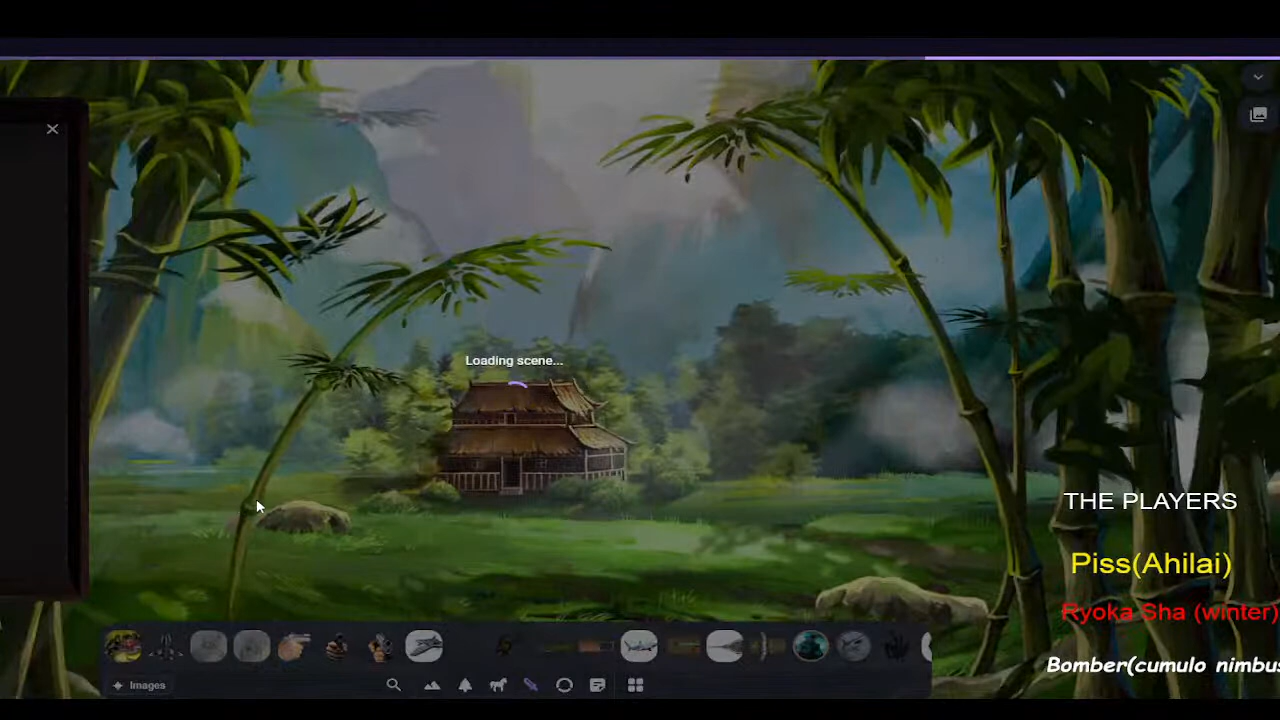 Loading scene...
THE PLAYERS
Piss(Ahilai)
Ryoka Sha (winter)
Bomber(cumulo nimbus
Images